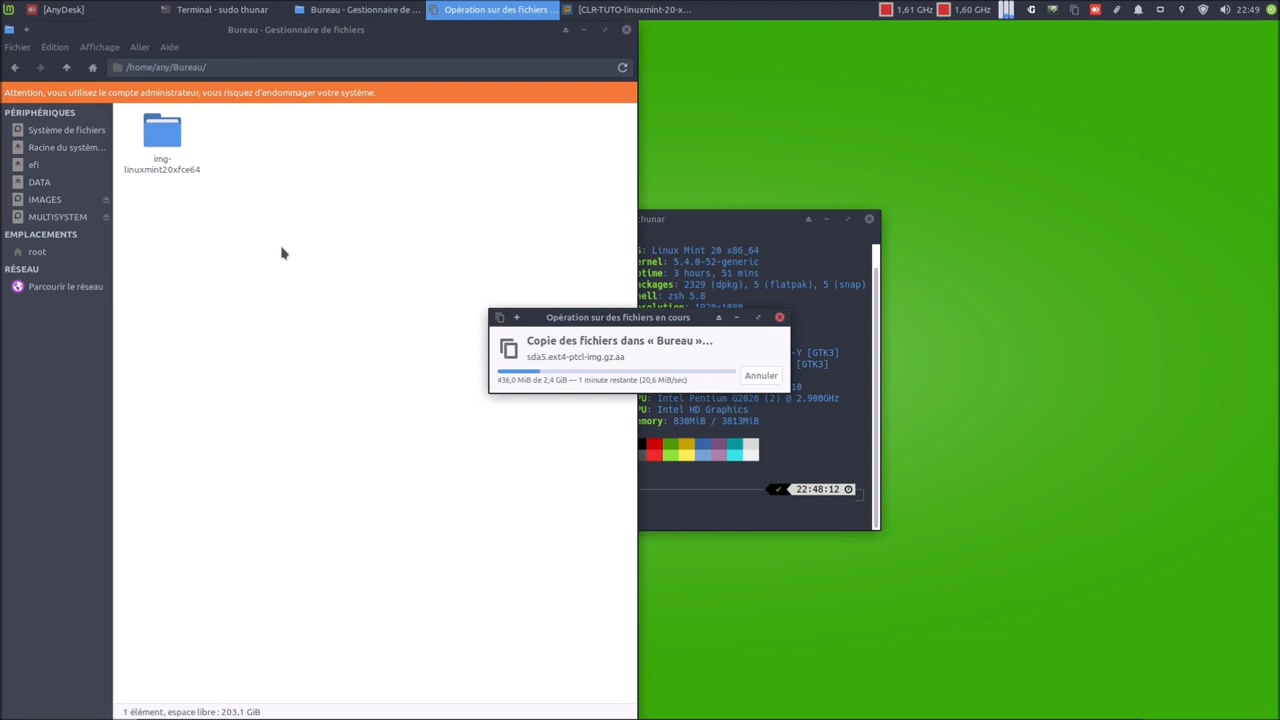 [AnyDesk]
Terminal - sudo thunar
Bureau - Gestionnaire de ...
Opération sur des fichiers ...
[CLR-TUTO-linuxmint-20-x...
1,61 GHz
1,60 GHz
22:49
Bureau - Gestionnaire de fichiers
Fichier Édition Affichage Aller Aide
/home/any/Bureau/
Attention, vous utilisez le compte administrateur, vous risquez d'endommager votre système.
PÉRIPHÉRIQUES
Système de fichiers
Racine du systèm...
efi
DATA
IMAGES
MULTISYSTEM
EMPLACEMENTS
root
RÉSEAU
Parcourir le réseau
img-
linuxmint20xfce64
1 élément, espace libre : 203,1 GiB
hunar
S: Linux Mint 20 x86_64
ernel: 5.4.0-52-generic
ptime: 3 hours, 51 mins
ackages: 2329 (dpkg), 5 (flatpak), 5 (snap)
hell: zsh 5.8
esolution: 1920x1080
Opération sur des fichiers en cours
Copie des fichiers dans « Bureau »...
sda5.ext4-ptcl-img.gz.aa
436,0 MiB de 2,4 GiB — 1 minute restante (20,6 MiB/sec)
Annuler
-Y [GTK3]
[GTK3]
10
PU: Intel Pentium G2020 (2) @ 2.900GHz
PU: Intel HD Graphics
emory: 830MiB / 3813MiB
22:48:12